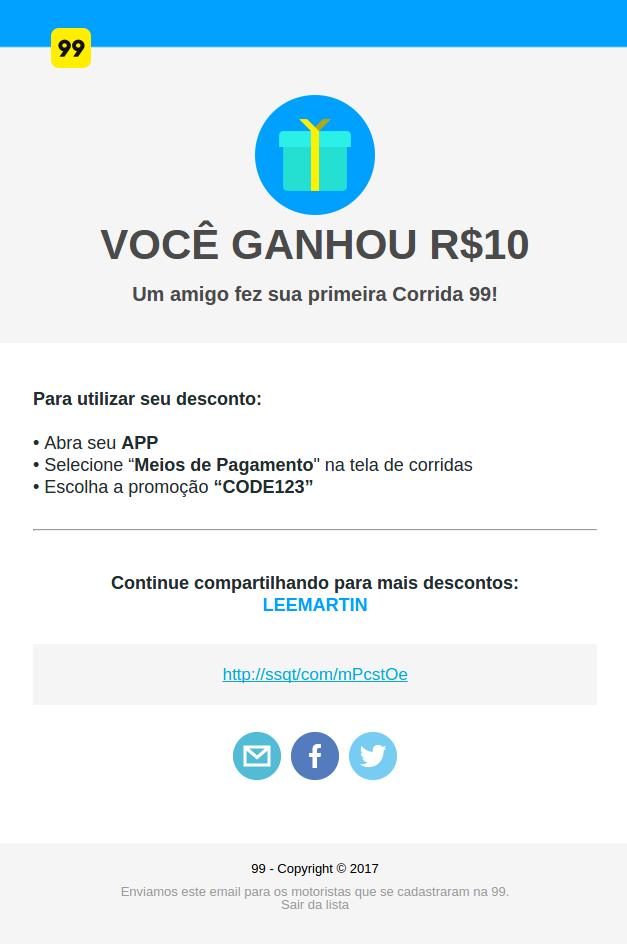 99
VOCÊ GANHOU R$10
Um amigo fez sua primeira Corrida 99!
Para utilizar seu desconto:
• Abra seu APP
• Selecione “Meios de Pagamento" na tela de corridas
• Escolha a promoção “CODE123”
Continue compartilhando para mais descontos:
LEEMARTIN
http://ssqt/com/mPcstOe
99 - Copyright © 2017
Enviamos este email para os motoristas que se cadastraram na 99.
Sair da lista